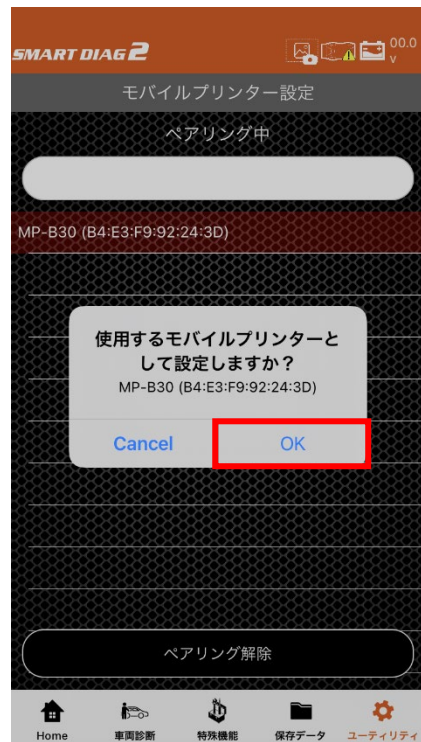 SMART DIAG 2
00.0
v
モバイルプリンター設定
ペアリング中
MP-B30 (B4:E3:F9:92:24:3D)
使用するモバイルプリンターと
して設定しますか？
MP-B30 (B4:E3:F9:92:24:3D)
Cancel OK
ペアリング解除
Home 車両診断 特殊機能 保存データ ユーティリティ